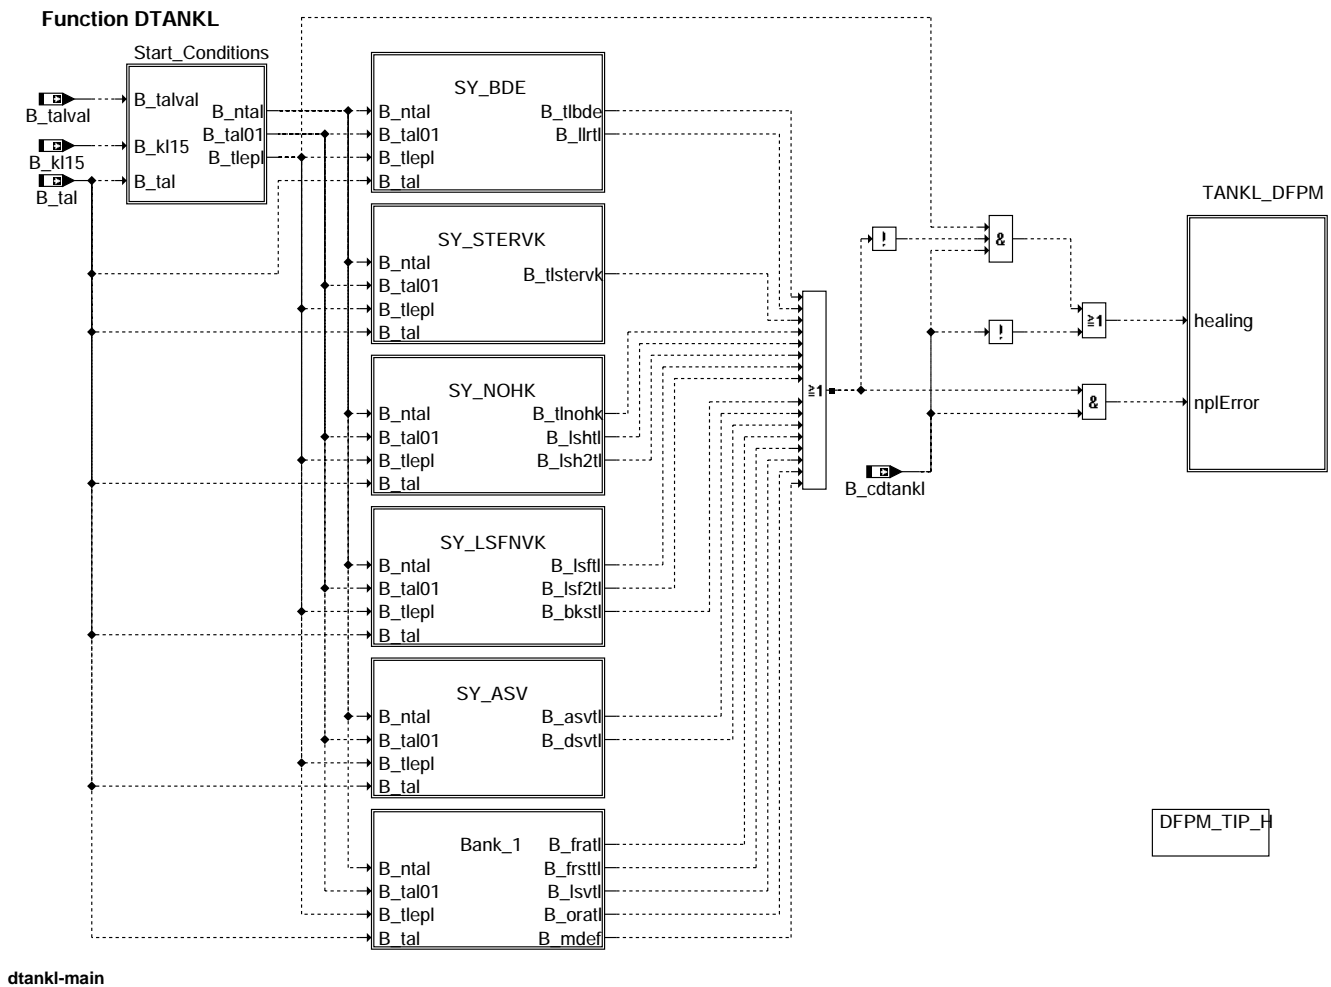 Function DTANKL
Start_Conditions
B_talval
B_kl15
B_tal
B_talval
B_kl15
B_tal
B_ntal
B_tal01
B_tlepl
SY_BDE
B_ntal
B_tal01
B_tlepl
B_tal
B_tlbde
B_llrtl
SY_STERVK
B_ntal
B_tal01
B_tlepl
B_tal
B_tlstervk
SY_NOHK
B_ntal
B_tal01
B_tlepl
B_tal
B_tlnohk
B_lshtl
B_lsh2tl
SY_LSFNVK
B_ntal
B_tal01
B_tlepl
B_tal
B_lsftl
B_lsf2tl
B_bkstl
SY_ASV
B_ntal
B_tal01
B_tlepl
B_tal
B_asvtl
B_dsvtl
Bank_1
B_ntal
B_tal01
B_tlepl
B_tal
B_fratl
B_frsttl
B_lsvtl
B_oratl
B_mdef
≥1
!
&
!
≥1
&
B_cdtankl
TANKL_DFPM
healing
nplError
DFPM_TIP_H
dtankl-main